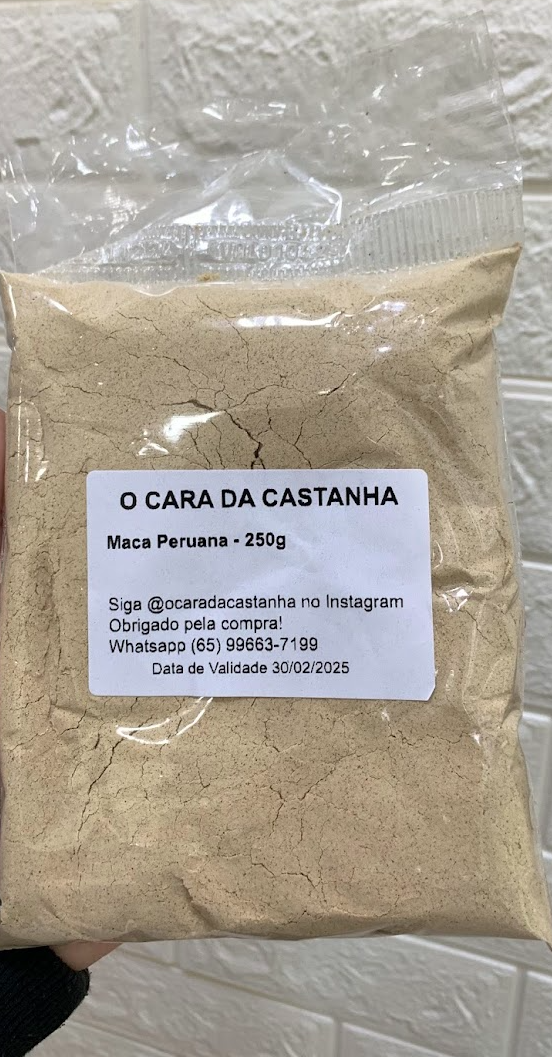 O CARA DA CASTANHA
Maca Peruana - 250g
Siga @ocaradacastanha no Instagram
Obrigado pela compra!
Whatsapp (65) 99663-7199
Data de Validade 30/02/2025